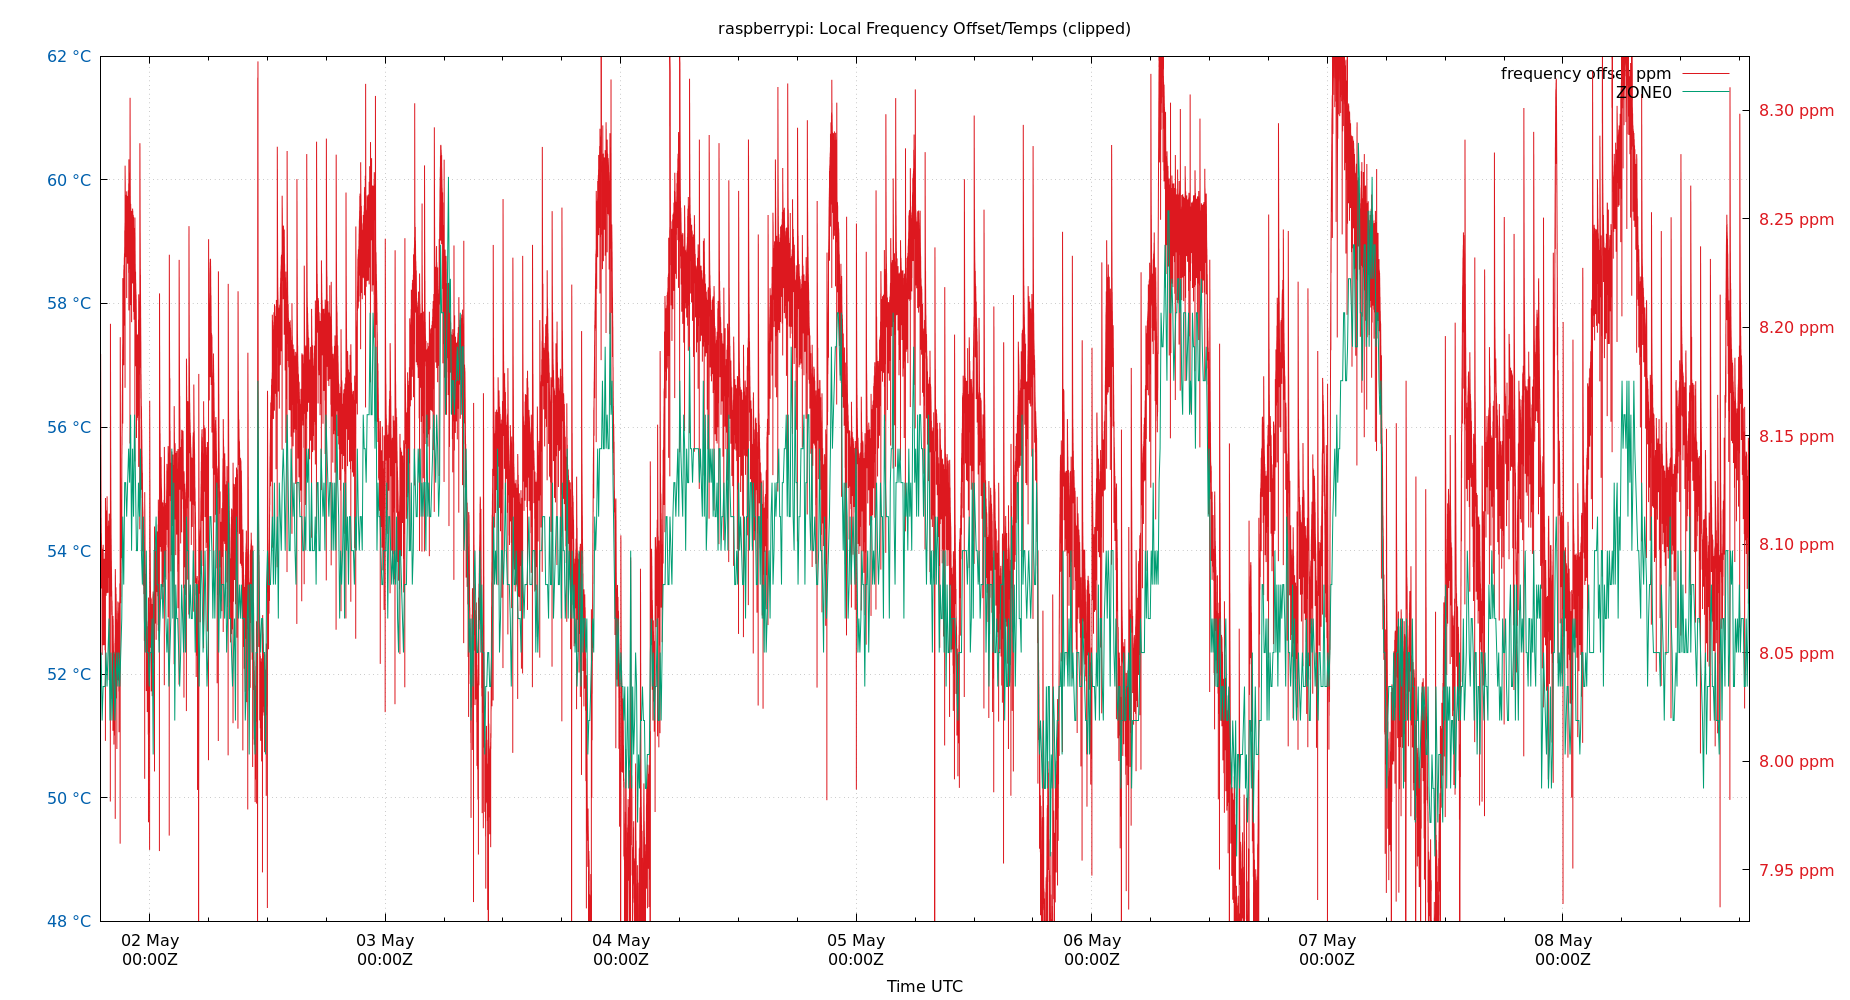 raspberrypi: Local Frequency Offset/Temps (clipped)
62 °C
60 °C
58 °C
56 °C
54 °C
52 °C
50 °C
48 °C
frequency offset ppm
ZONE0
8.30 ppm
8.25 ppm
8.20 ppm
8.15 ppm
8.10 ppm
8.05 ppm
8.00 ppm
7.95 ppm
02 May 03 May 04 May 05 May 06 May 07 May 08 May
00:00Z 00:00Z 00:00Z 00:00Z 00:00Z 00:00Z 00:00Z
Time UTC